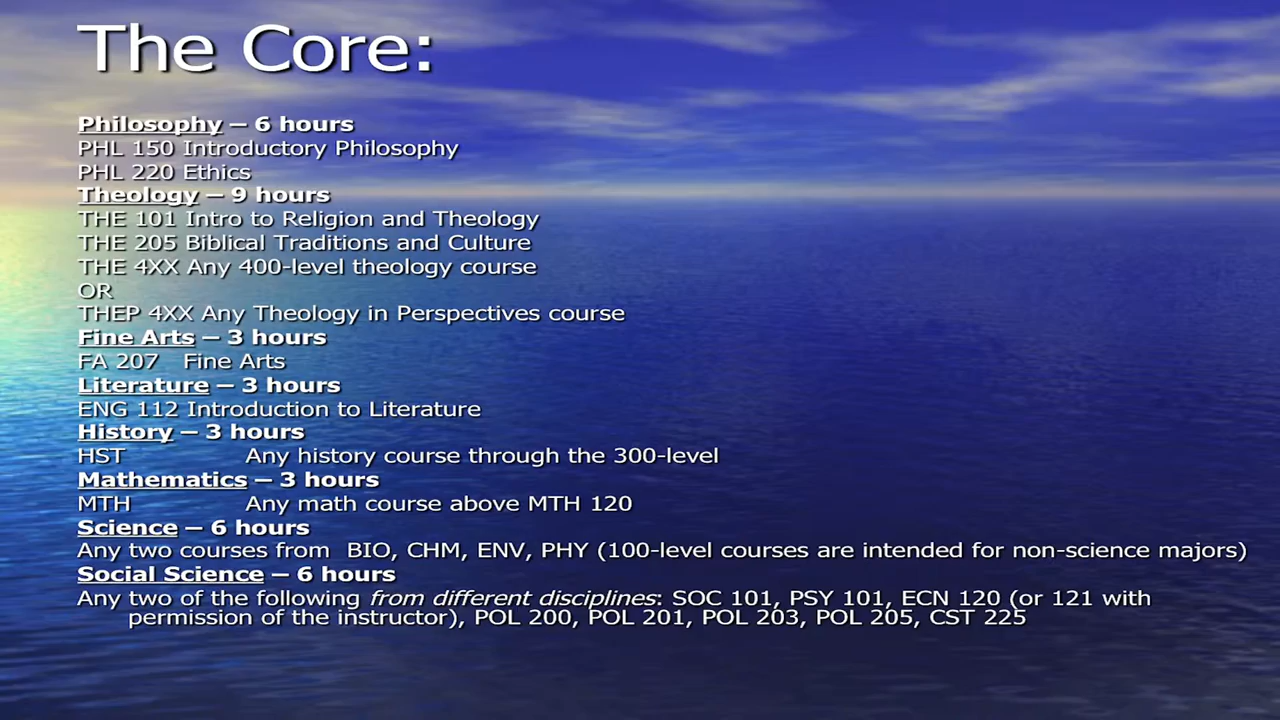 The Core:
Philosophy – 6 hours
PHL 150 Introductory Philosophy
PHL 220 Ethics
Theology – 9 hours
THE 101 Intro to Religion and Theology
THE 205 Biblical Traditions and Culture
THE 4XX Any 400-level theology course
OR
THEP 4XX Any Theology in Perspectives course
Fine Arts – 3 hours
FA 207 Fine Arts
Literature – 3 hours
ENG 112 Introduction to Literature
History – 3 hours
HST Any history course through the 300-level
Mathematics – 3 hours
MTH Any math course above MTH 120
Science – 6 hours
Any two courses from BIO, CHM, ENV, PHY (100-level courses are intended for non-science majors)
Social Science – 6 hours
Any two of the following from different disciplines: SOC 101, PSY 101, ECN 120 (or 121 with
permission of the instructor), POL 200, POL 201, POL 203, POL 205, CST 225